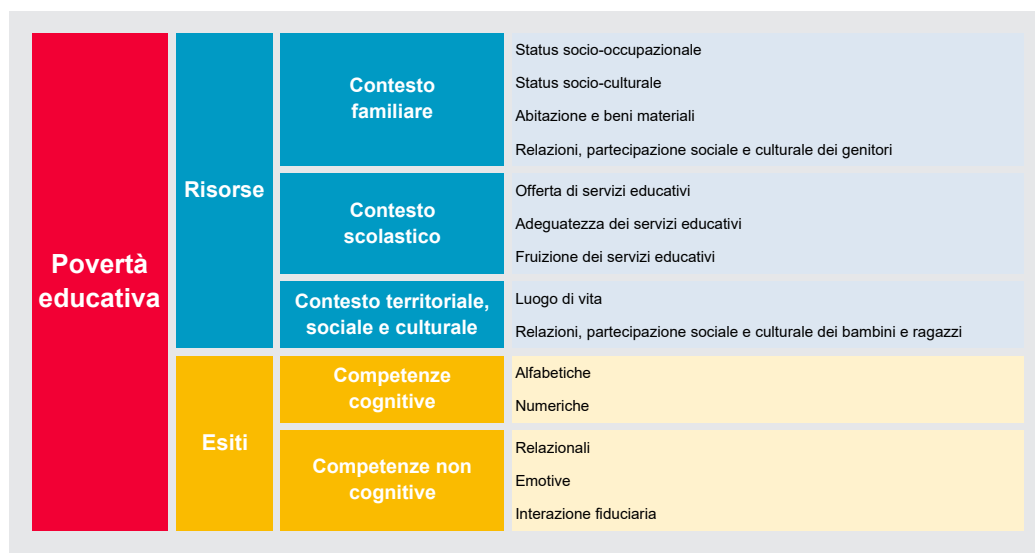 Povertà
educativa
Risorse
Contesto
familiare
Status socio-occupazionale
Status socio-culturale
Abitazione e beni materiali
Relazioni, partecipazione sociale e culturale dei genitori
Contesto
scolastico
Offerta di servizi educativi
Adeguatezza dei servizi educativi
Fruizione dei servizi educativi
Contesto territoriale,
sociale e culturale
Luogo di vita
Relazioni, partecipazione sociale e culturale dei bambini e ragazzi
Esiti
Competenze
cognitive
Alfabetiche
Numeriche
Competenze non
cognitive
Relazionali
Emotive
Interazione fiduciaria